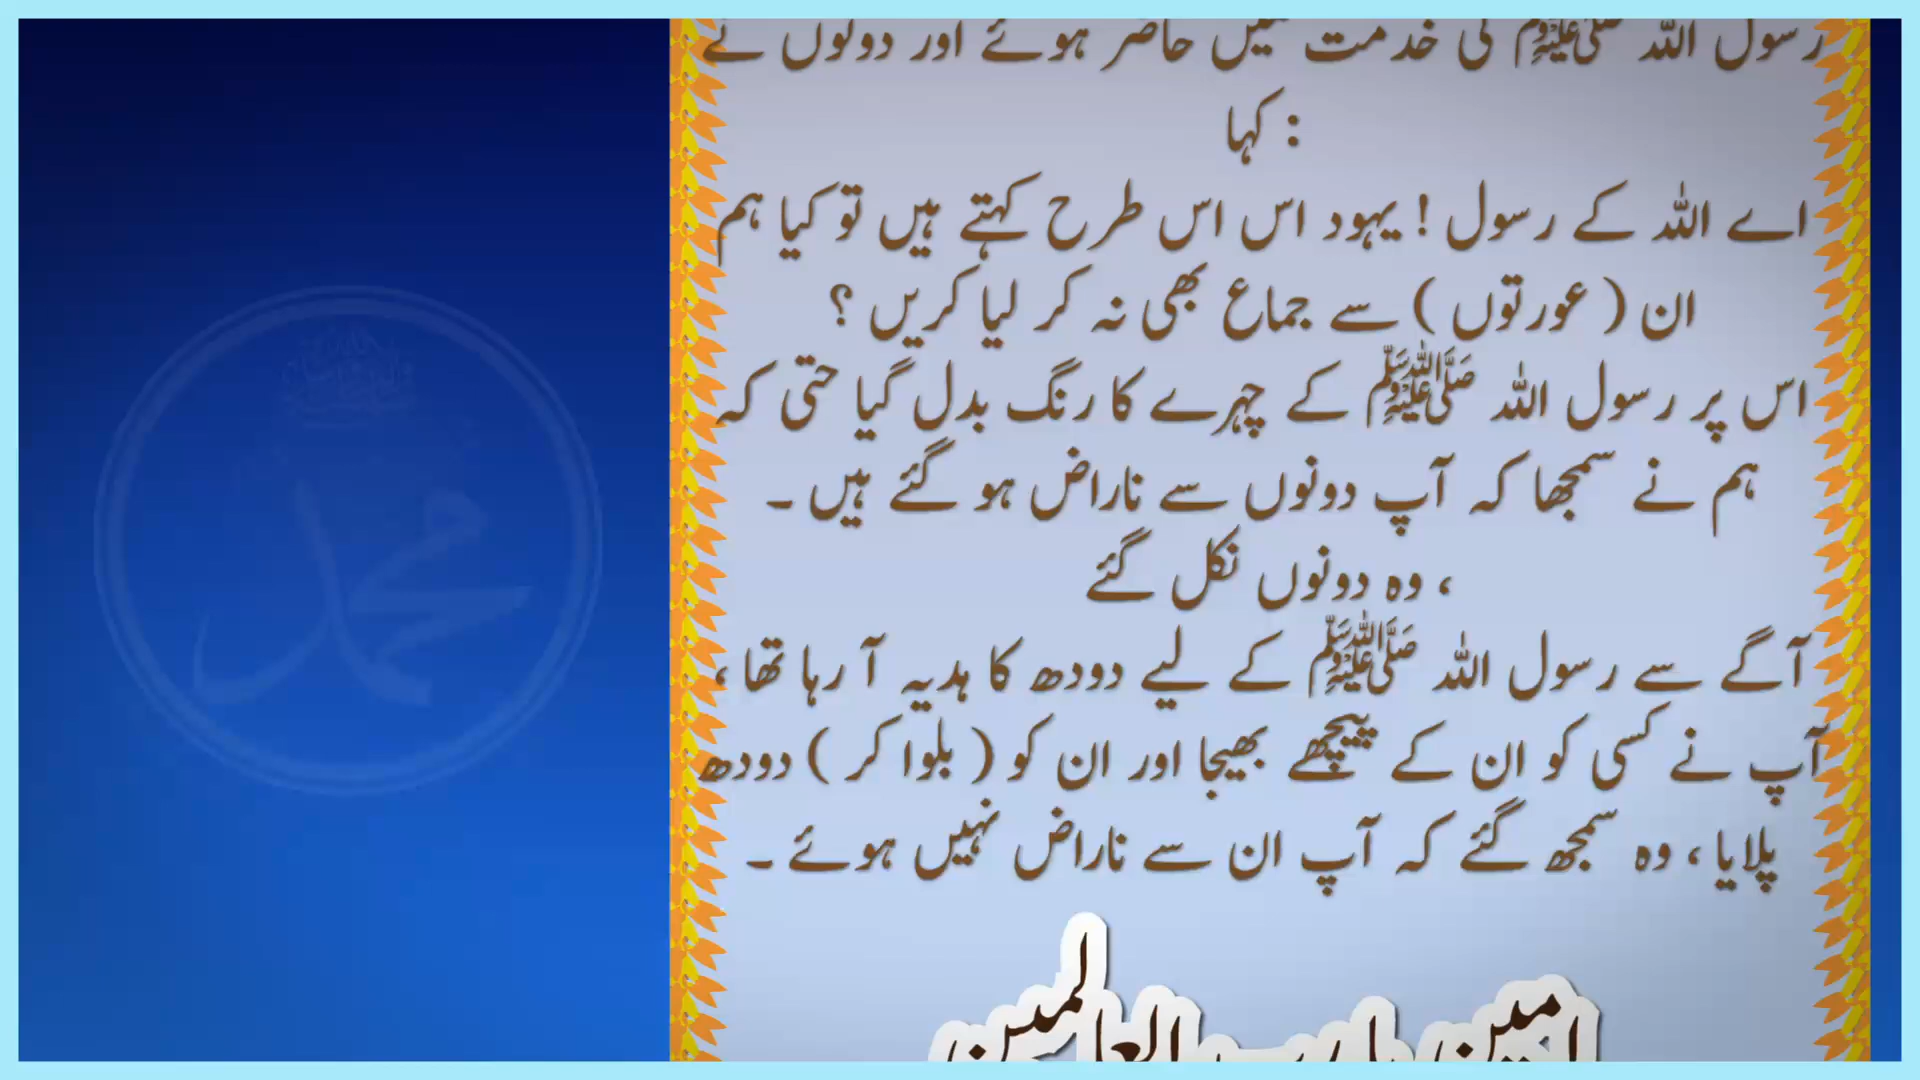 رسول اللہ ﷺ کی خدمت میں حاضر ہوئے اور دونوں نے
کہا :
اے اللہ کے رسول ! یہود اس اس طرح کہتے ہیں تو کیا ہم
ان ( عورتوں ) سے جماع بھی نہ کر لیا کریں ؟
اس پر رسول اللہ ﷺ کے چہرے کا رنگ بدل گیا حتی کہ
ہم نے سمجھا کہ آپ دونوں سے ناراض ہو گئے ہیں ۔
، وہ دونوں نکل گئے
آگے سے رسول اللہ ﷺ کے لیے دودھ کا ہدیہ آ رہا تھا ،
آپ نے کسی کو ان کے پیچھے بھیجا اور ان کو ( بلوا کر ) دودھ
پلایا ، وہ سمجھ گئے کہ آپ ان سے ناراض نہیں ہوئے ۔
امین یا رب العالمین
محمد